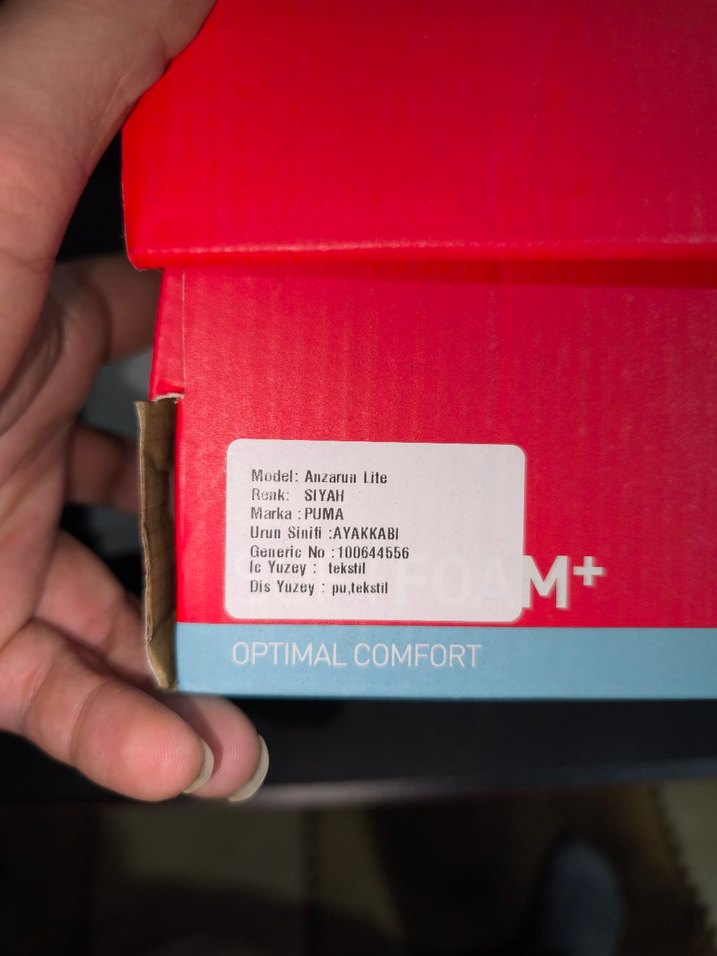 Model: Anzarun Lite
Renk: SIYAH
Marka : PUMA
Urun Sinifi : AYAKKABI
Generic No : 100644556
Ic Yuzey : tekstil
Dis Yuzey : pu,tekstil
FOAM+
OPTIMAL COMFORT